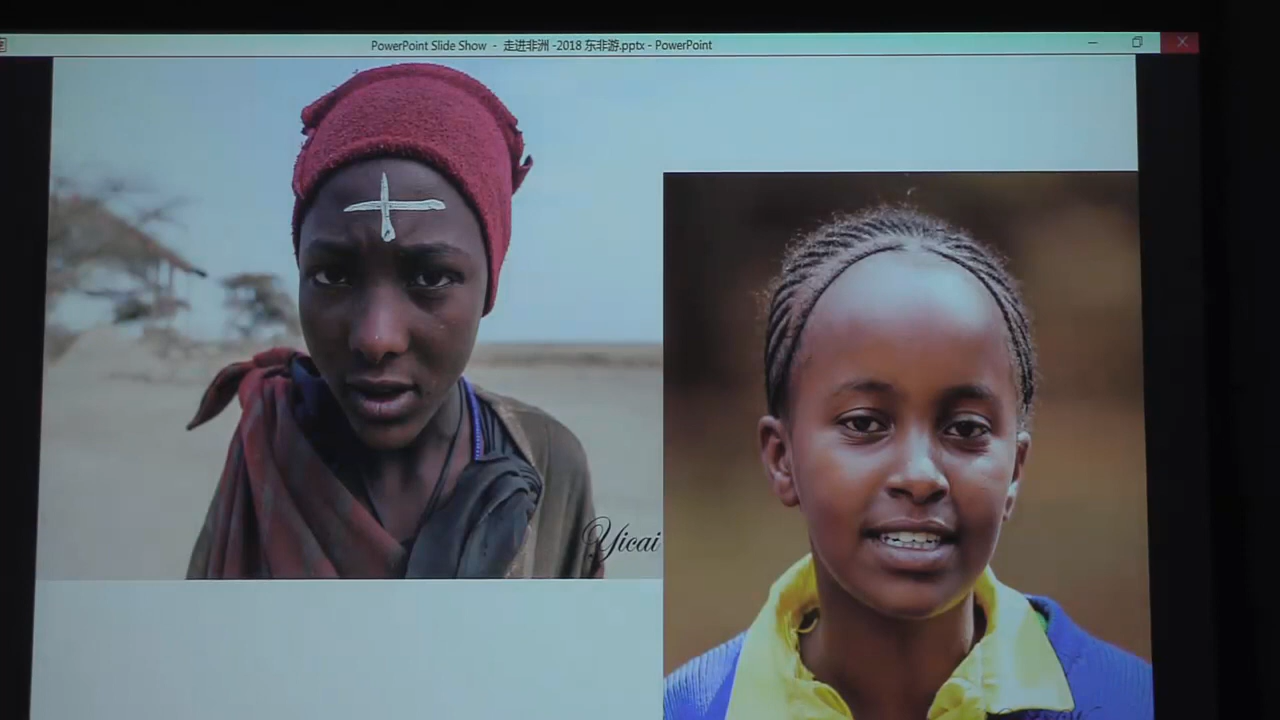 PowerPoint Slide Show - 走进非洲 -2018 东非游.pptx - PowerPoint
Yicai